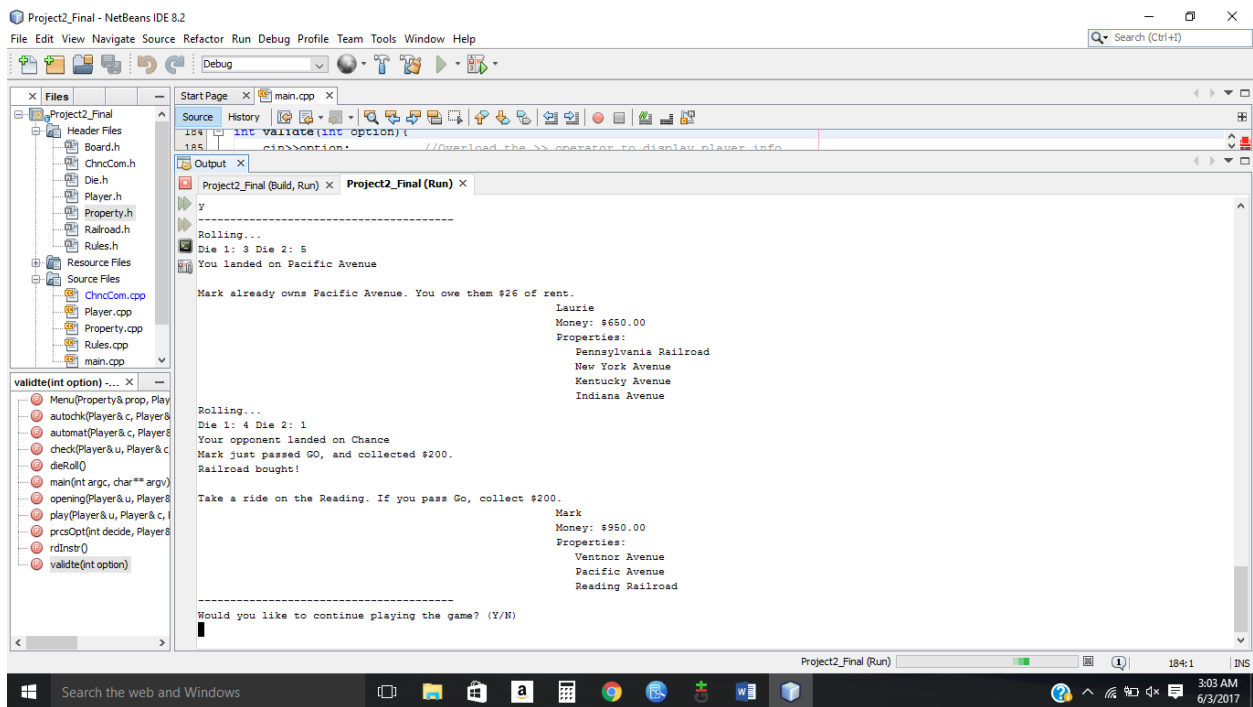 Project2_Final - NetBeans IDE 8.2
File Edit View Navigate Source Refactor Run Debug Profile Team Tools Window Help
Search (Ctrl+I)
Debug
Files
Start Page main.cpp
Project2_Final
Header Files
Board.h
ChncCom.h
Die.h
Player.h
Property.h
Railroad.h
Rules.h
Resource Files
Source Files
ChncCom.cpp
Player.cpp
Property.cpp
Rules.cpp
main.cpp
Source History
184 int validte(int option){
185 cin>>option; //Overload the >> operator to display player info
Output
Project2_Final (Build, Run) Project2_Final (Run)
y
----------------------------------------
Rolling...
Die 1: 3 Die 2: 5
You landed on Pacific Avenue
Mark already owns Pacific Avenue. You owe them $26 of rent.
Laurie
Money: $650.00
Properties:
Pennsylvania Railroad
New York Avenue
Kentucky Avenue
Indiana Avenue
Rolling...
Die 1: 4 Die 2: 1
Your opponent landed on Chance
Mark just passed GO, and collected $200.
Railroad bought!
Take a ride on the Reading. If you pass Go, collect $200.
Mark
Money: $950.00
Properties:
Ventnor Avenue
Pacific Avenue
Reading Railroad
----------------------------------------
Would you like to continue playing the game? (Y/N)
validte(int option) -...
Menu(Property& prop, Play
autochk(Player& c, Player&
automat(Player& c, Player&
check(Player& u, Player& c
dieRoll()
main(int argc, char** argv)
opening(Player& u, Player&
play(Player& u, Player& c, 
prcsOpt(int decide, Player&
rdInstr()
validte(int option)
Project2_Final (Run)
1
184:1
INS
Search the web and Windows
3:03 AM
6/3/2017